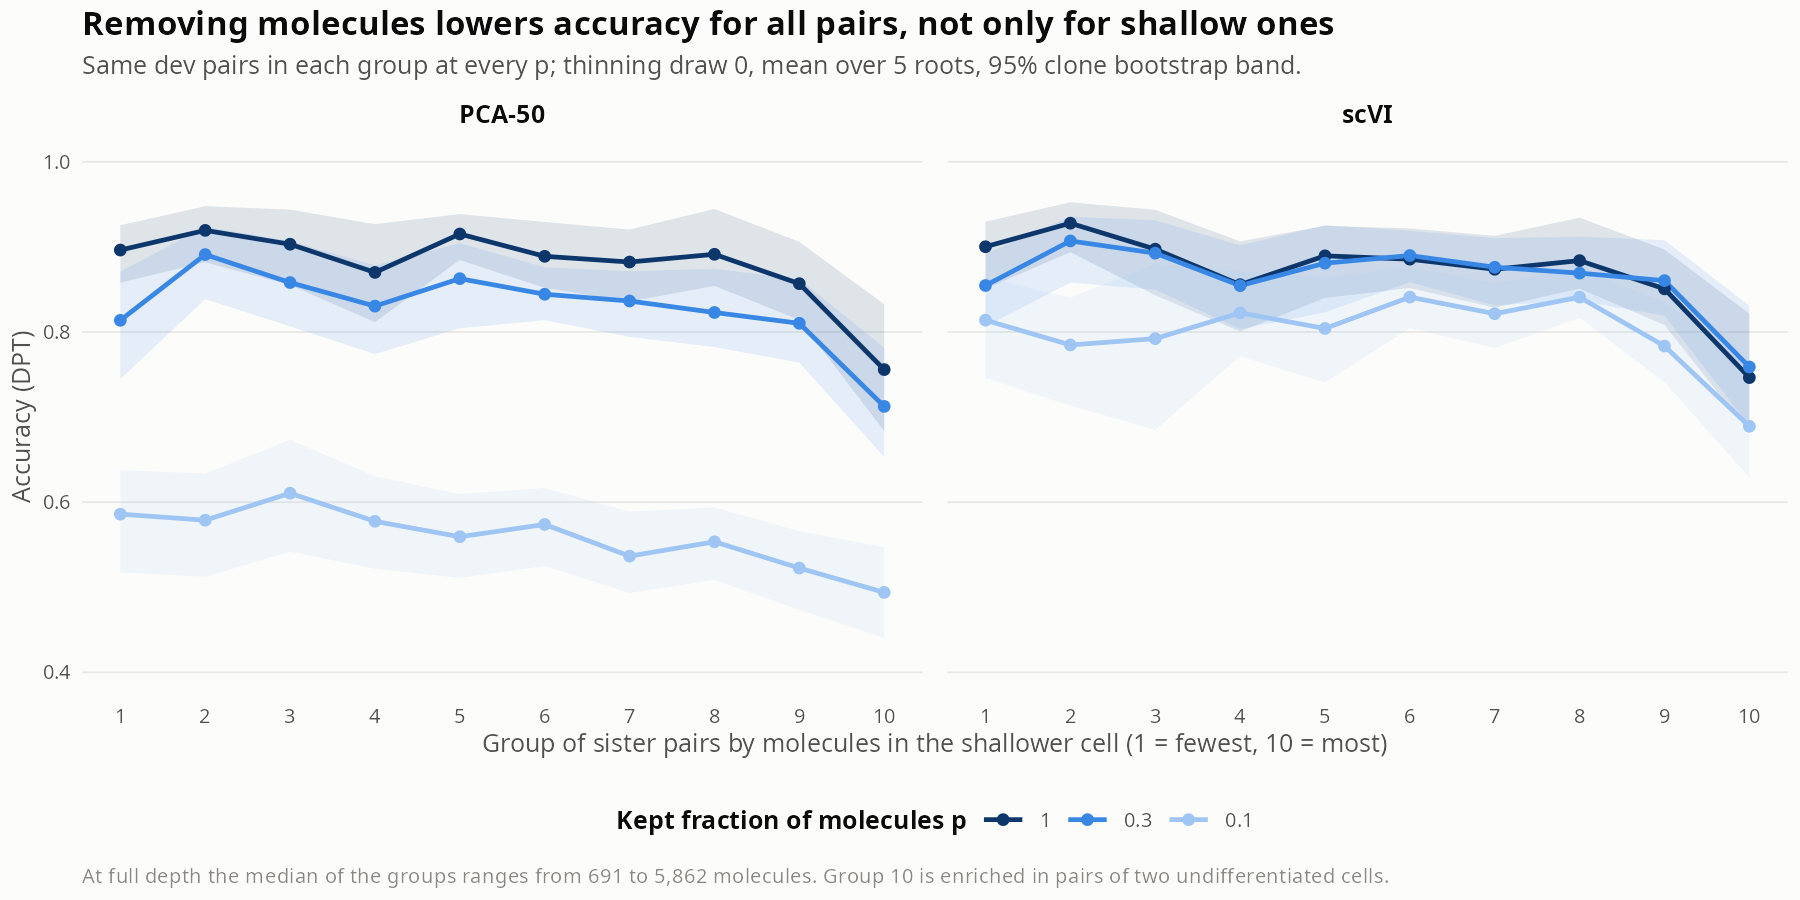 Removing molecules lowers accuracy for all pairs, not only for shallow ones
Same dev pairs in each group at every p; thinning draw 0, mean over 5 roots, 95% clone bootstrap band.
PCA-50
scVI
Accuracy (DPT)
1.0
0.8
0.6
0.4
1 2 3 4 5 6 7 8 9 10
1 2 3 4 5 6 7 8 9 10
Group of sister pairs by molecules in the shallower cell (1 = fewest, 10 = most)
Kept fraction of molecules p 1 0.3 0.1
At full depth the median of the groups ranges from 691 to 5,862 molecules. Group 10 is enriched in pairs of two undifferentiated cells.